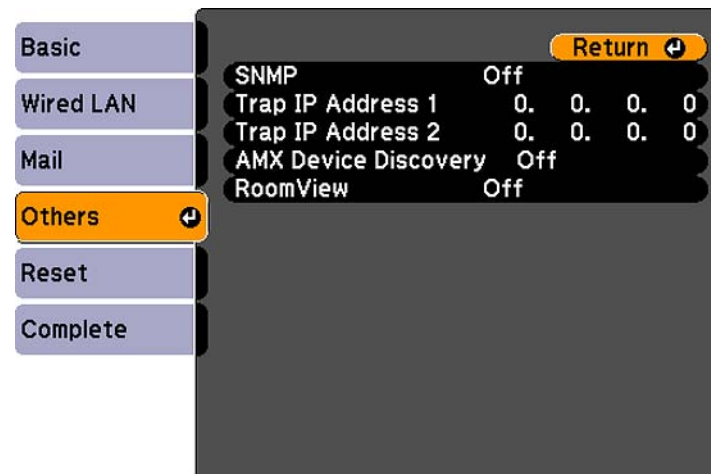 Basic
Wired LAN
Mail
Others
Reset
Complete
Return
SNMP Off
Trap IP Address 1 0. 0. 0. 0
Trap IP Address 2 0. 0. 0. 0
AMX Device Discovery Off
RoomView Off